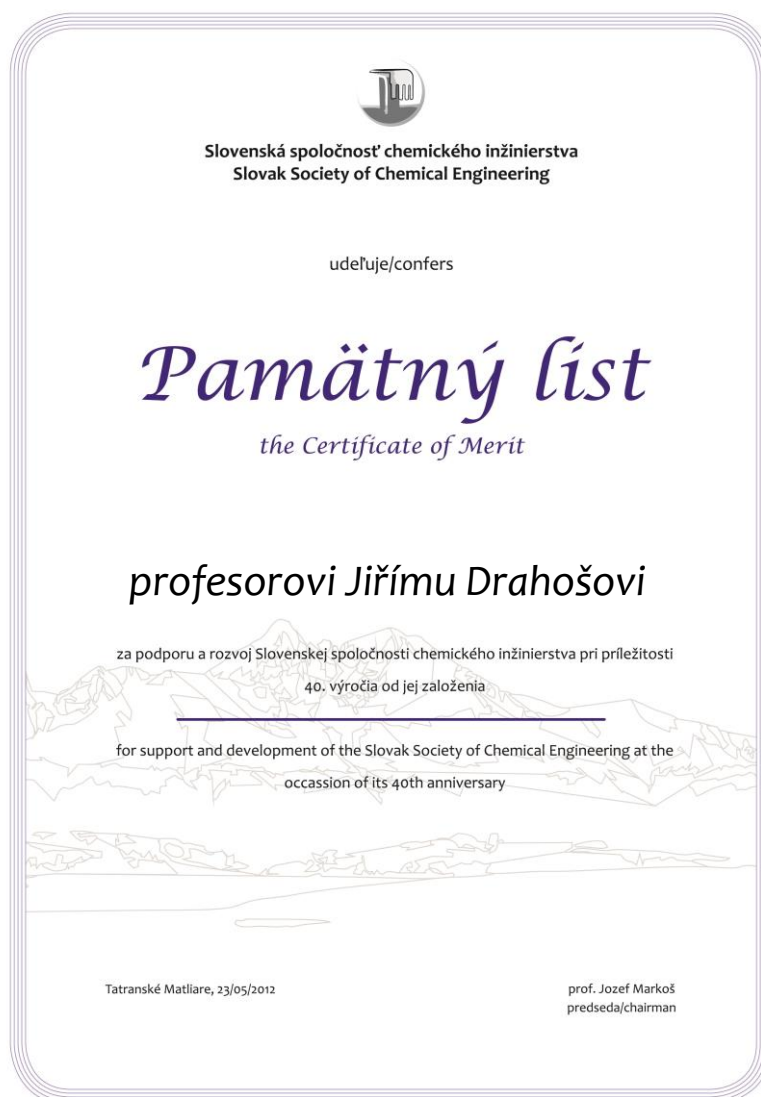 Slovenská spoločnosť chemického inžinierstva
Slovak Society of Chemical Engineering
udeľuje/confers
Pamätný list
the Certificate of Merit
profesorovi Jiřímu Drahošovi
za podporu a rozvoj Slovenskej spoločnosti chemického inžinierstva pri príležitosti
40. výročia od jej založenia
for support and development of the Slovak Society of Chemical Engineering at the
occassion of its 40th anniversary
Tatranské Matliare, 23/05/2012
prof. Jozef Markoš
predseda/chairman